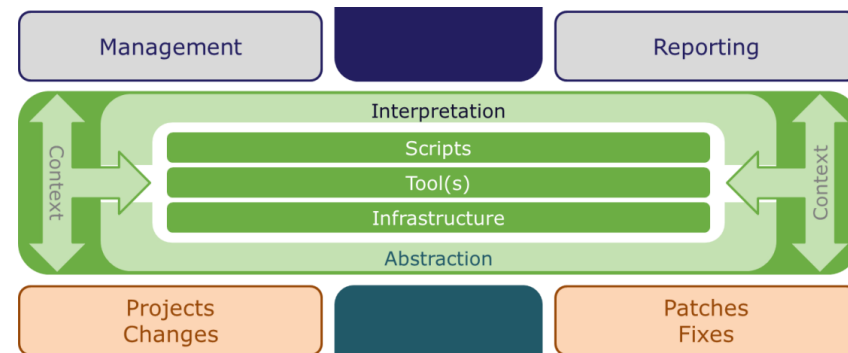 Management
Reporting
Interpretation
Context
Scripts
Tool(s)
Infrastructure
Context
Abstraction
Projects
Changes
Patches
Fixes